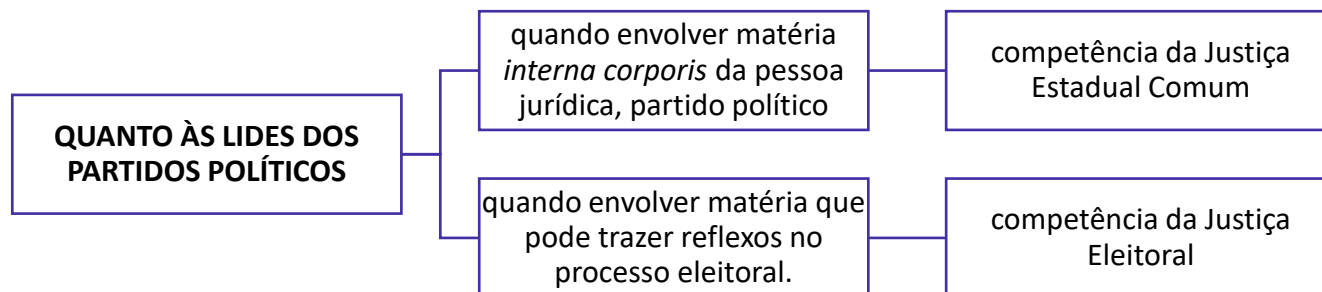 QUANTO ÀS LIDES DOS
PARTIDOS POLÍTICOS
quando envolver matéria
interna corporis da pessoa
jurídica, partido político
competência da Justiça
Estadual Comum
quando envolver matéria que
pode trazer reflexos no
processo eleitoral.
competência da Justiça
Eleitoral